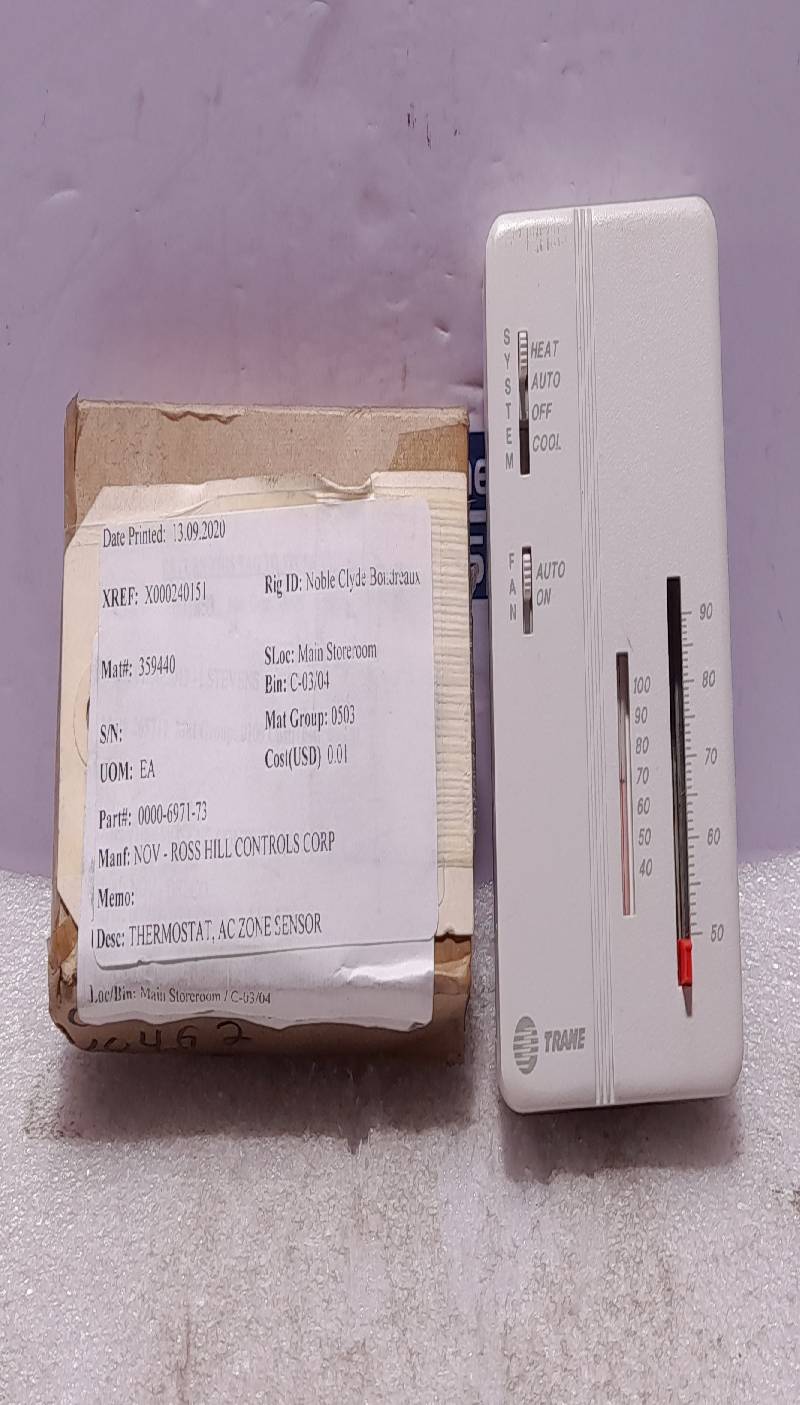 Date Printed: 13.09.2020
XREF: X000240151
Rig ID: Noble Clyde Boudreaux
Mat#: 359440
SLoc: Main Storeroom
Bin: C-03/04
S/N:
Mat Group: 0503
UOM: EA
Cost(USD) 0.01
Part#: 0000-6971-73
Manf: NOV - ROSS HILL CONTROLS CORP
Memo:
Desc: THERMOSTAT, AC ZONE SENSOR
Loc/Bin: Main Storeroom / C-03/04
SYSTEM
HEAT
AUTO
OFF
COOL
FAN
AUTO
ON
100
90
80
70
60
50
40
90
80
70
60
50
TRANE